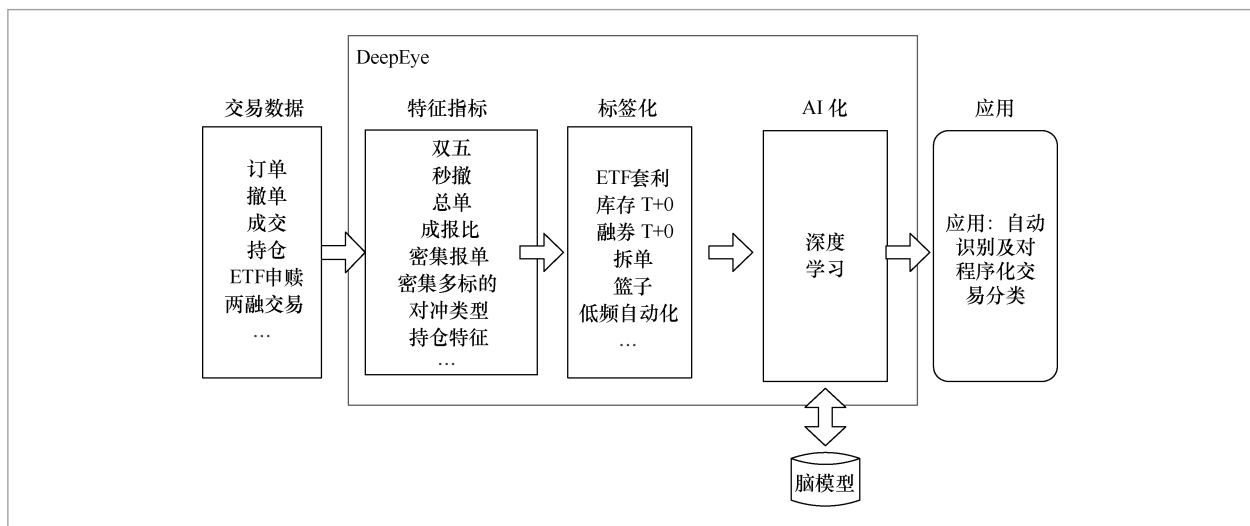 DeepEye
交易数据
订单
撤单
成交
持仓
ETF申赎
两融交易
…
特征指标
双五
秒撤
总单
成报比
密集报单
密集多标的
对冲类型
持仓特征
…
标签化
ETF套利
库存 T+0
融券 T+0
拆单
篮子
低频自动化
…
AI 化
深度
学习
脑模型
应用
应用：自动
识别及对
程序化交
易分类